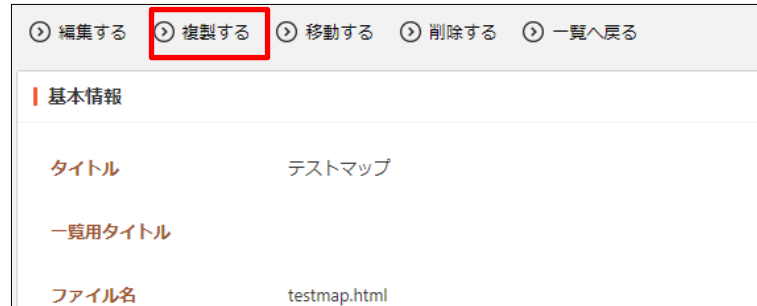 編集する 複製する 移動する 削除する 一覧へ戻る
基本情報
タイトル テストマップ
一覧用タイトル
ファイル名 testmap.html